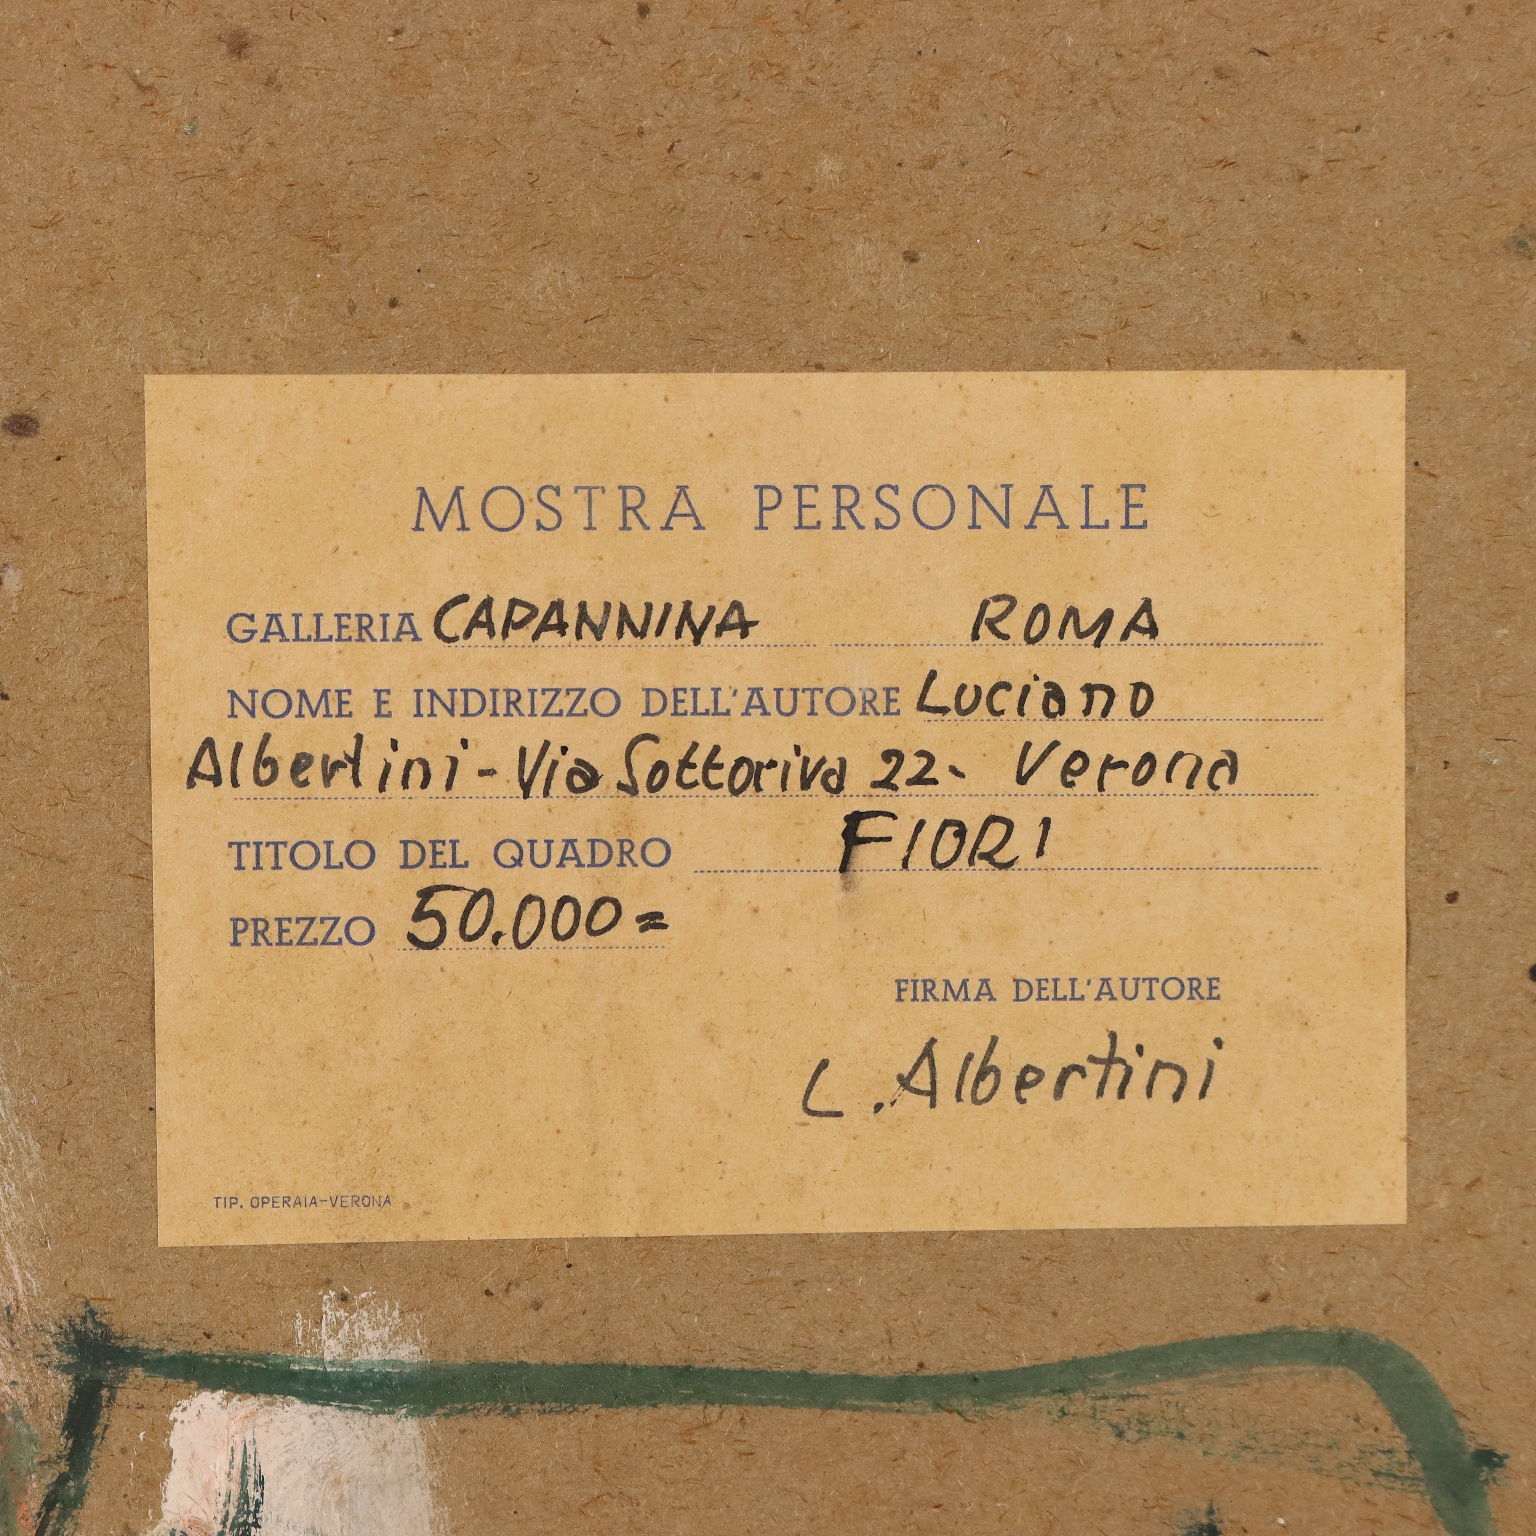 MOSTRA PERSONALE
GALLERIA CAPANNINA ROMA
NOME E INDIRIZZO DELL'AUTORE Luciano
Albertini - Via Sottoriva 22 - Verona
TITOLO DEL QUADRO FIORI
PREZZO 50.000 =
FIRMA DELL'AUTORE
L. Albertini
TIP. OPERAIA-VERONA